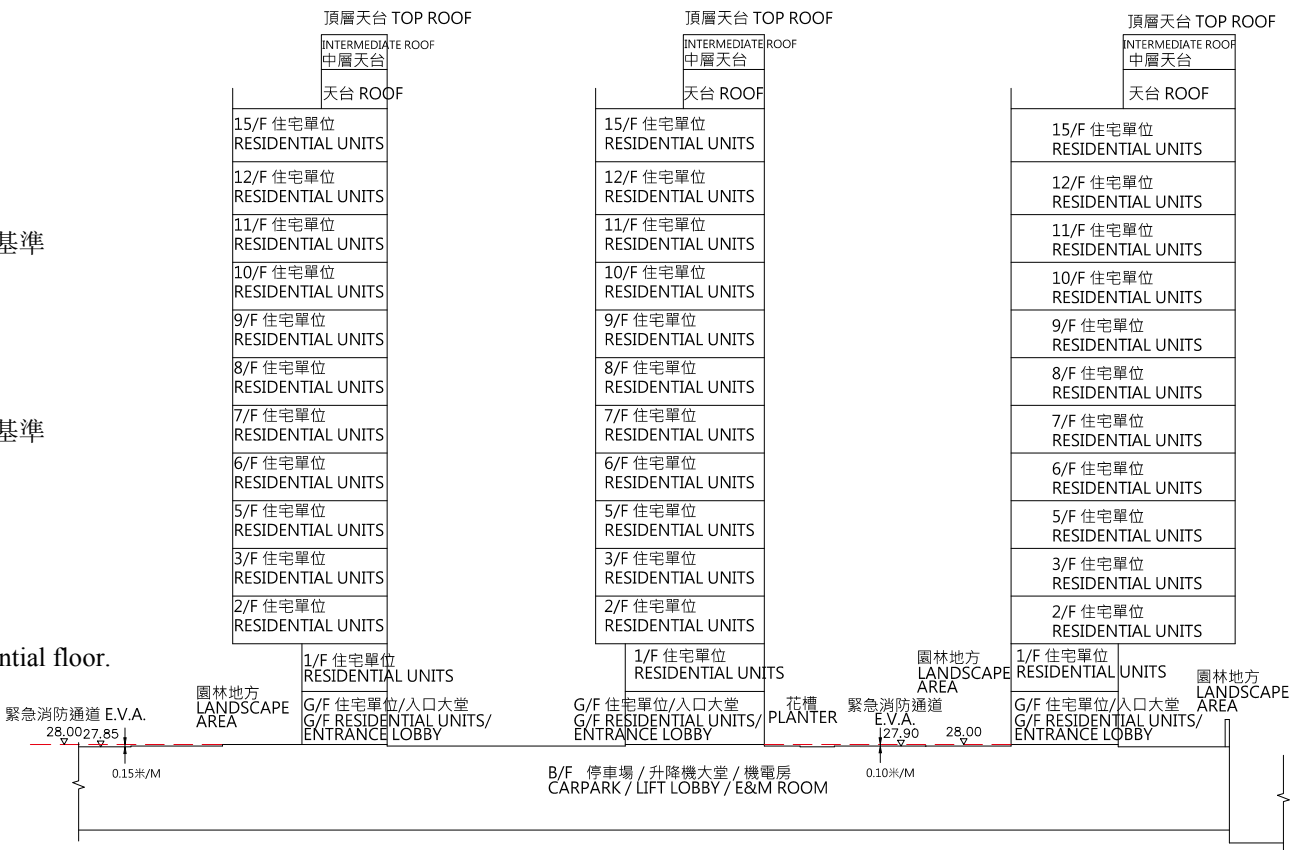 頂層天台 TOP ROOF
INTERMEDIATE ROOF
中層天台
天台 ROOF
15/F 住宅單位
RESIDENTIAL UNITS
12/F 住宅單位
RESIDENTIAL UNITS
11/F 住宅單位
RESIDENTIAL UNITS
10/F 住宅單位
RESIDENTIAL UNITS
9/F 住宅單位
RESIDENTIAL UNITS
8/F 住宅單位
RESIDENTIAL UNITS
7/F 住宅單位
RESIDENTIAL UNITS
6/F 住宅單位
RESIDENTIAL UNITS
5/F 住宅單位
RESIDENTIAL UNITS
3/F 住宅單位
RESIDENTIAL UNITS
2/F 住宅單位
RESIDENTIAL UNITS
1/F 住宅單位
RESIDENTIAL UNITS
G/F 住宅單位/入口大堂
G/F RESIDENTIAL UNITS/
ENTRANCE LOBBY
頂層天台 TOP ROOF
INTERMEDIATE ROOF
中層天台
天台 ROOF
15/F 住宅單位
RESIDENTIAL UNITS
12/F 住宅單位
RESIDENTIAL UNITS
11/F 住宅單位
RESIDENTIAL UNITS
10/F 住宅單位
RESIDENTIAL UNITS
9/F 住宅單位
RESIDENTIAL UNITS
8/F 住宅單位
RESIDENTIAL UNITS
7/F 住宅單位
RESIDENTIAL UNITS
6/F 住宅單位
RESIDENTIAL UNITS
5/F 住宅單位
RESIDENTIAL UNITS
3/F 住宅單位
RESIDENTIAL UNITS
2/F 住宅單位
RESIDENTIAL UNITS
1/F 住宅單位
RESIDENTIAL UNITS
G/F 住宅單位/入口大堂
G/F RESIDENTIAL UNITS/
ENTRANCE LOBBY
頂層天台 TOP ROOF
INTERMEDIATE ROOF
中層天台
天台 ROOF
15/F 住宅單位
RESIDENTIAL UNITS
12/F 住宅單位
RESIDENTIAL UNITS
11/F 住宅單位
RESIDENTIAL UNITS
10/F 住宅單位
RESIDENTIAL UNITS
9/F 住宅單位
RESIDENTIAL UNITS
8/F 住宅單位
RESIDENTIAL UNITS
7/F 住宅單位
RESIDENTIAL UNITS
6/F 住宅單位
RESIDENTIAL UNITS
5/F 住宅單位
RESIDENTIAL UNITS
3/F 住宅單位
RESIDENTIAL UNITS
2/F 住宅單位
RESIDENTIAL UNITS
1/F 住宅單位
RESIDENTIAL UNITS
G/F 住宅單位/入口大堂
G/F RESIDENTIAL UNITS/
ENTRANCE LOBBY
基準
基準
ntial floor.
緊急消防通道 E.V.A.
28.00
27.85
0.15米/M
園林地方
LANDSCAPE
AREA
花槽
PLANTER
緊急消防通道
E.V.A.
27.90
28.00
0.10米/M
園林地方
LANDSCAPE
AREA
園林地方
LANDSCAPE
AREA
B/F 停車場 / 升降機大堂 / 機電房
CARPARK / LIFT LOBBY / E&M ROOM